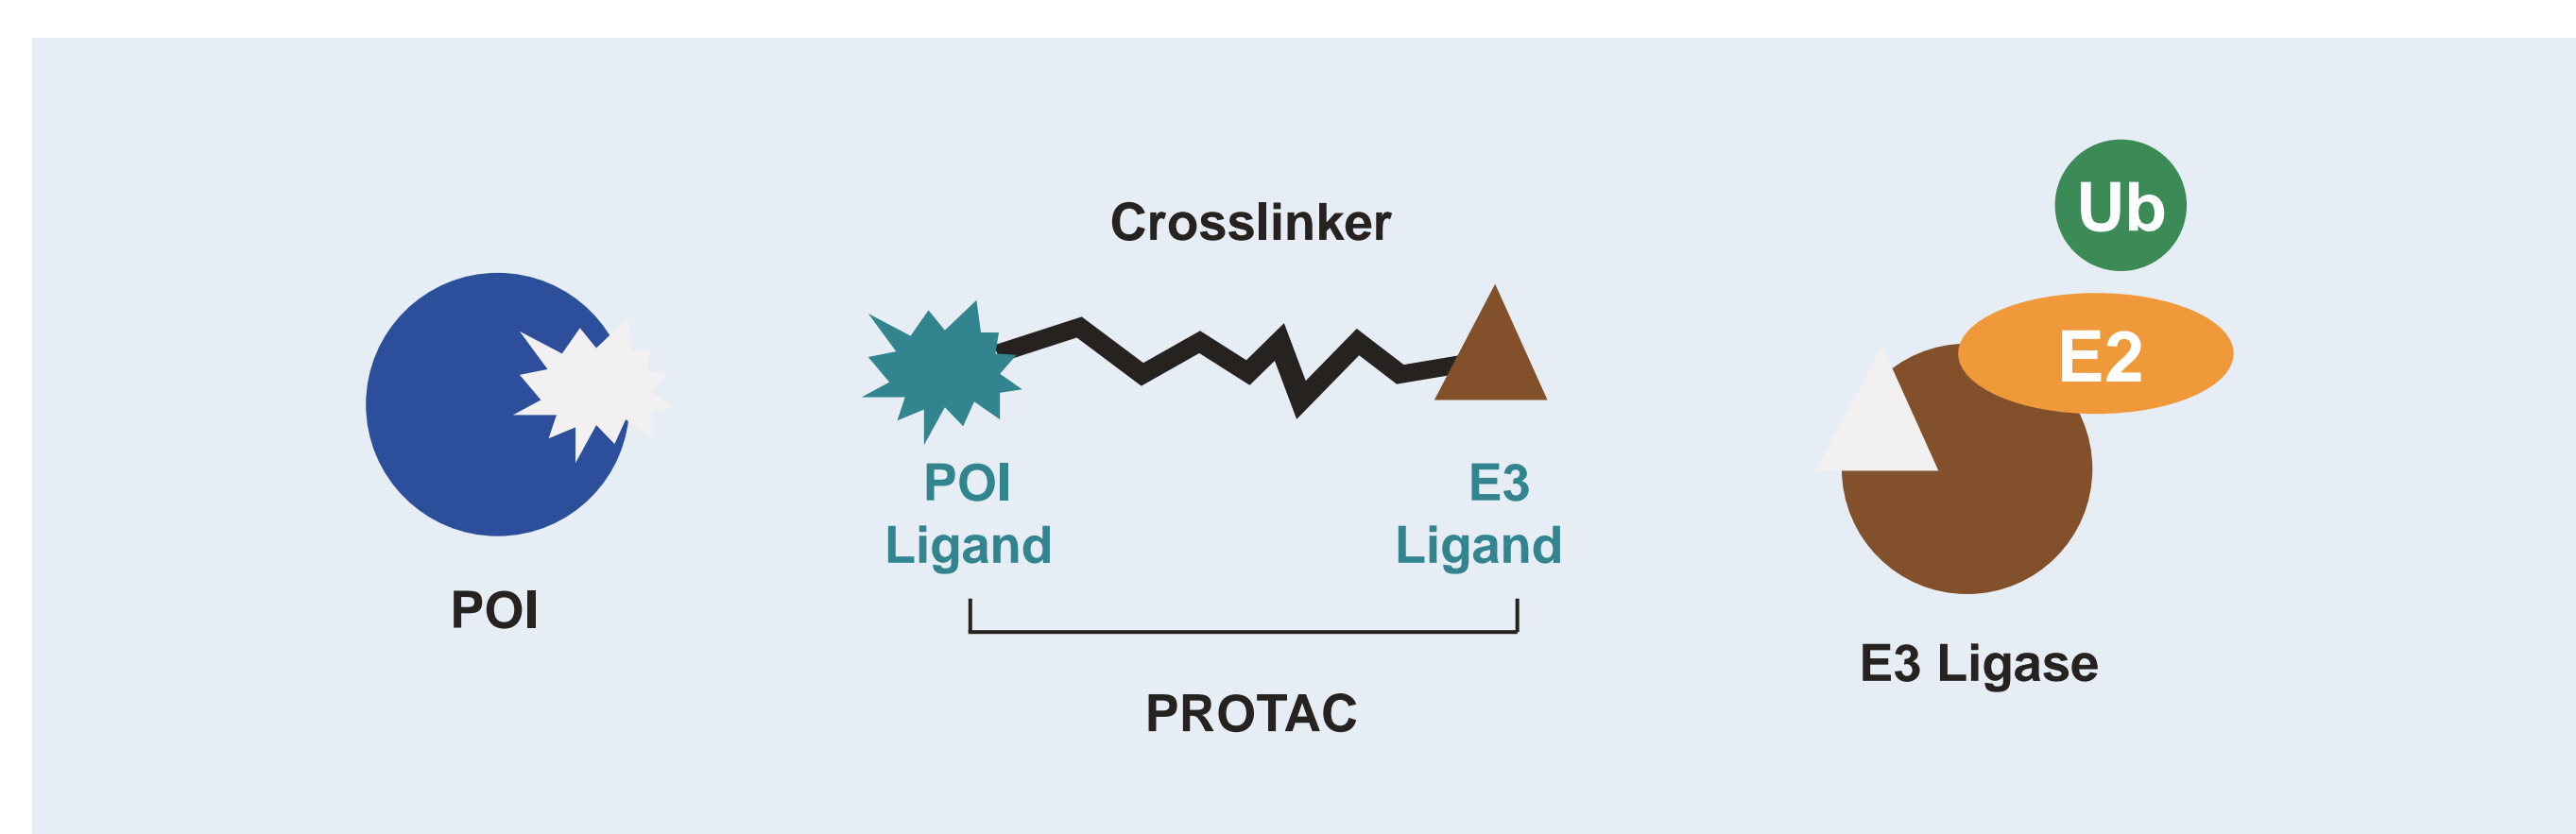 Crosslinker
Ub
E2
POI
Ligand
E3
Ligand
POI
E3 Ligase
PROTAC